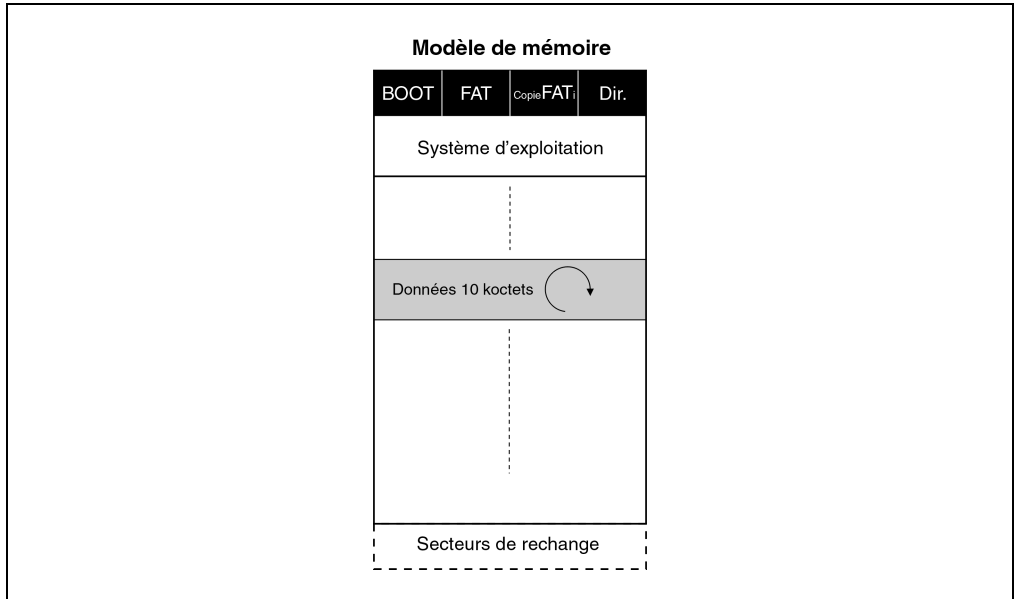 Modèle de mémoire
BOOT FAT CopieFATi Dir.
Système d’exploitation
Données 10 koctets
Secteurs de rechange